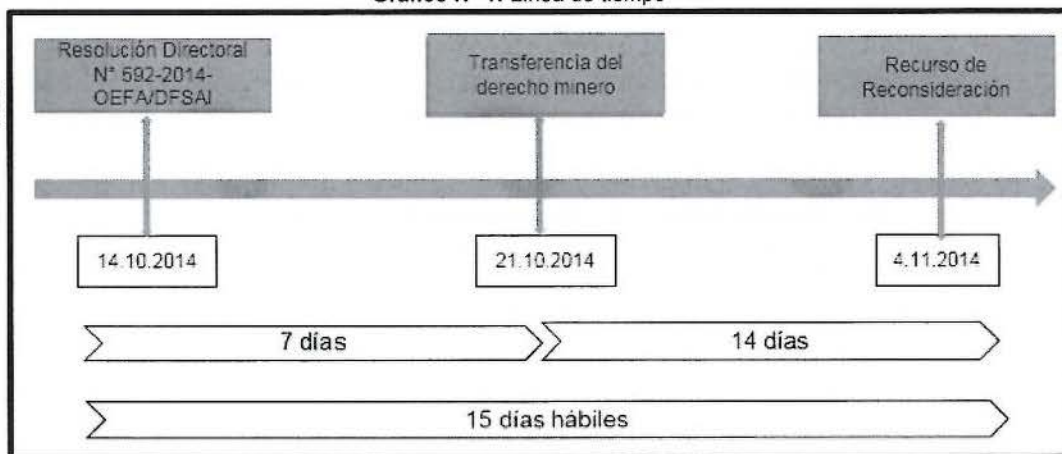 Resolución Directoral
N° 592-2014-
OEFA/DFSAI
Transferencia del
derecho minero
Recurso de
Reconsideración
14.10.2014
21.10.2014
4.11.2014
7 días
14 días
15 días hábiles